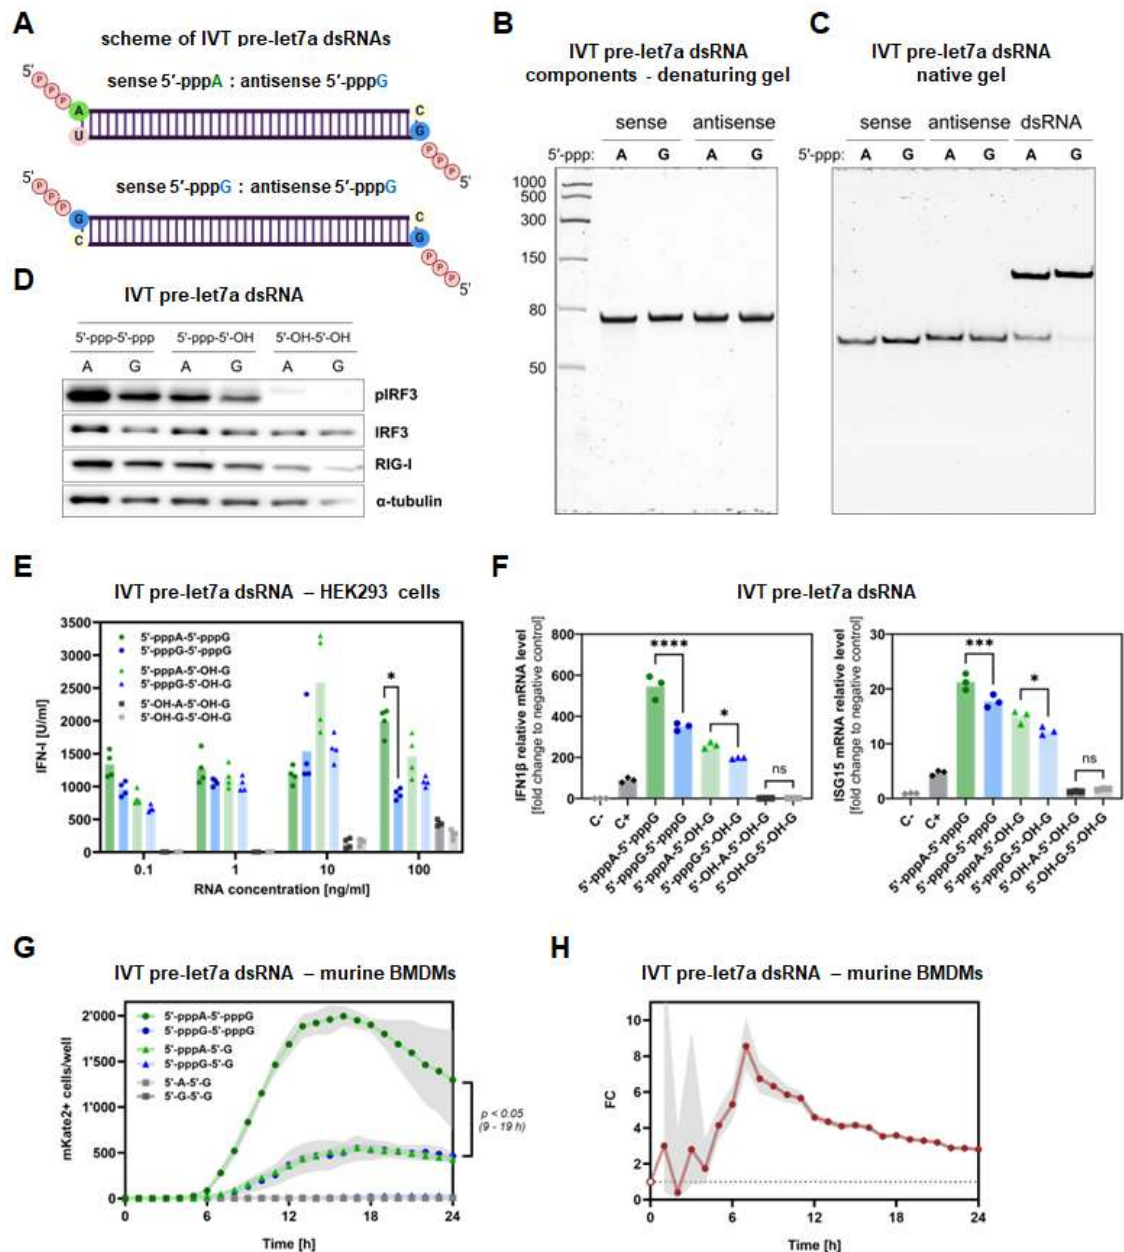 A
scheme of IVT pre-let7a dsRNAs
sense 5′-pppA : antisense 5′-pppG
5'
P P P A C
U G P P P
5'
sense 5′-pppG : antisense 5′-pppG
5'
P P P G C
C G P P P
5'
B
IVT pre-let7a dsRNA
components - denaturing gel
sense antisense
5'-ppp: A G A G
1000
500
300
150
80
50
C
IVT pre-let7a dsRNA
native gel
sense antisense dsRNA
5'-ppp: A G A G A G
D
IVT pre-let7a dsRNA
5'-ppp-5'-ppp 5'-ppp-5'-OH 5'-OH-5'-OH
A G A G A G
pIRF3
IRF3
RIG-I
α-tubulin
E
IVT pre-let7a dsRNA – HEK293 cells
IFN-I [U/ml]
3500
3000
2500
2000
1500
1000
500
0
5'-pppA-5'-pppG
5'-pppG-5'-pppG
5'-pppA-5'-OH-G
5'-pppG-5'-OH-G
5'-OH-A-5'-OH-G
5'-OH-G-5'-OH-G
*
0.1 1 10 100
RNA concentration [ng/ml]
F
IVT pre-let7a dsRNA
IFN1β relative mRNA level
[fold change to negative control]
800
600
400
200
0
**** * ns
C- C+ 5'-pppA-5'-pppG 5'-pppG-5'-pppG 5'-pppA-5'-OH-G 5'-pppG-5'-OH-G 5'-OH-A-5'-OH-G 5'-OH-G-5'-OH-G
ISG15 mRNA relative level
[fold change to negative control]
30
20
10
0
*** * ns
C- C+ 5'-pppA-5'-pppG 5'-pppG-5'-pppG 5'-pppA-5'-OH-G 5'-pppG-5'-OH-G 5'-OH-A-5'-OH-G 5'-OH-G-5'-OH-G
G
IVT pre-let7a dsRNA – murine BMDMs
mKate2+ cells/well
2'000
1'500
1'000
500
0
5'-pppA-5'-pppG
5'-pppG-5'-pppG
5'-pppA-5'-G
5'-pppG-5'-G
5'-A-5'-G
5'-G-5'-G
p < 0.05
(9 - 19 h)
0 6 12 18 24
Time [h]
H
IVT pre-let7a dsRNA – murine BMDMs
FC
10
8
6
4
2
0
0 6 12 18 24
Time [h]